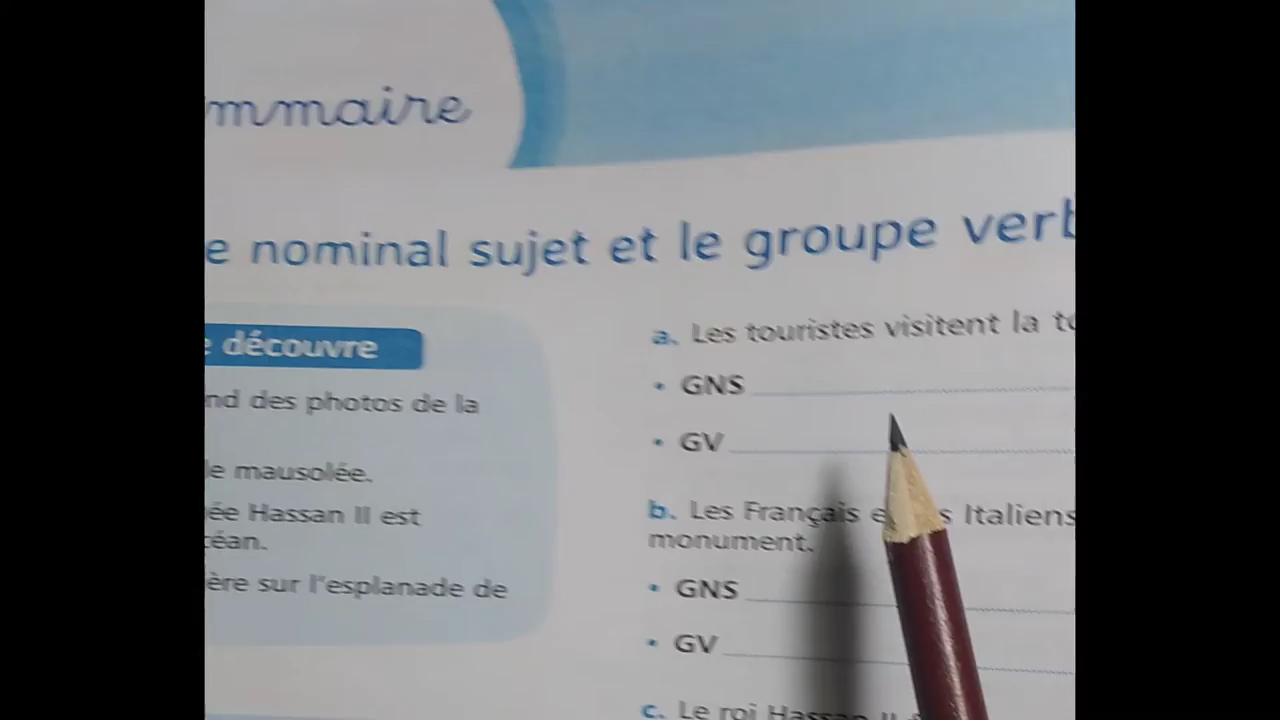 mmaire
e nominal sujet et le groupe verb
e découvre
nd des photos de la
le mausolée.
ée Hassan II est
céan.
ère sur l'esplanade de
a. Les touristes visitent la
• GNS
• GV
b. Les Français Italiens
monument.
• GNS
• GV
c. Le roi Hassan II